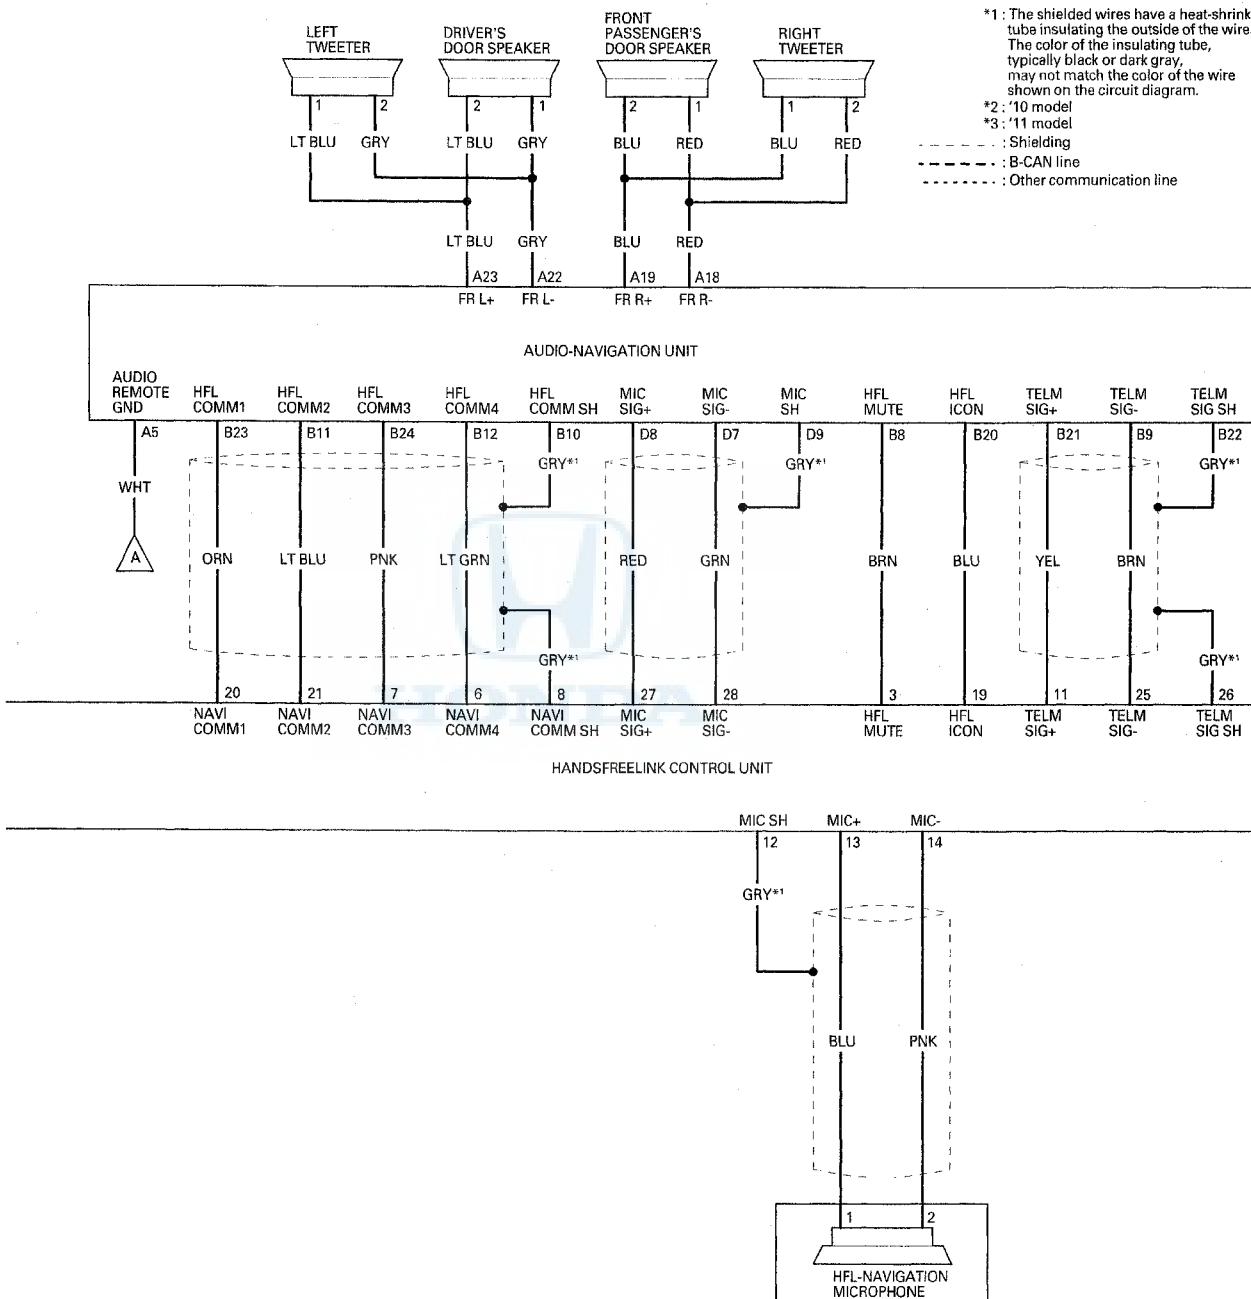 LEFT
TWEETER
DRIVER'S
DOOR SPEAKER
FRONT
PASSENGER'S
DOOR SPEAKER
RIGHT
TWEETER
*1 : The shielded wires have a heat-shrink
tube insulating the outside of the wire.
The color of the insulating tube,
typically black or dark gray,
may not match the color of the wire
shown on the circuit diagram.
*2 : '10 model
*3 : '11 model
: Shielding
: B-CAN line
: Other communication line
1 2 2 1 2 1 1 2
LT BLU GRY LT BLU GRY BLU RED BLU RED
LT BLU GRY BLU RED
A23 A22 A19 A18
FR L+ FR L- FR R+ FR R-
AUDIO-NAVIGATION UNIT
AUDIO
REMOTE
GND
HFL
COMM1
HFL
COMM2
HFL
COMM3
HFL
COMM4
HFL
COMM SH
MIC
SIG+
MIC
SIG-
MIC
SH
HFL
MUTE
HFL
ICON
TELM
SIG+
TELM
SIG-
TELM
SIG SH
A5 B23 B11 B24 B12 B10 D8 D7 D9 B8 B20 B21 B9 B22
GRY*1 GRY*1 GRY*1
WHT
A
ORN LT BLU PNK LT GRN RED GRN BRN BLU YEL BRN
GRY*1 GRY*1
HONDA
20 21 7 6 8 27 28 3 19 11 25 26
NAVI
COMM1
NAVI
COMM2
NAVI
COMM3
NAVI
COMM4
NAVI
COMM SH
MIC
SIG+
MIC
SIG-
HFL
MUTE
HFL
ICON
TELM
SIG+
TELM
SIG-
TELM
SIG SH
HANDSFREELINK CONTROL UNIT
MIC SH MIC+ MIC-
12 13 14
GRY*1
BLU PNK
1 2
HFL-NAVIGATION
MICROPHONE